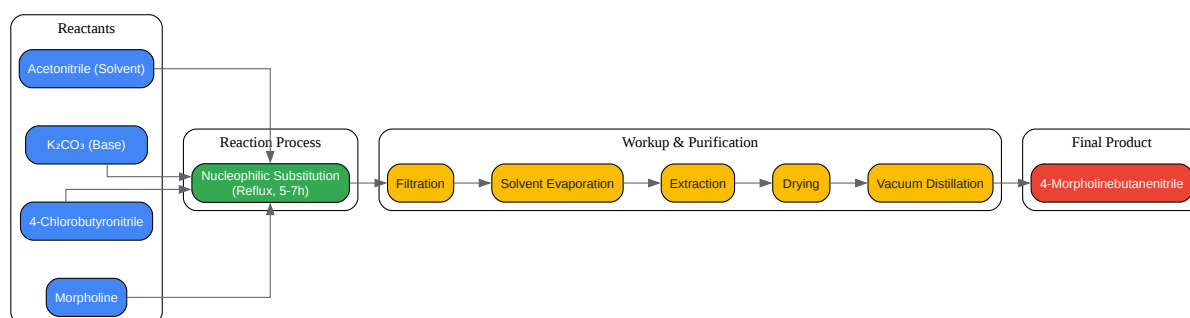 Reactants
Acetonitrile (Solvent)
K₂CO₃ (Base)
4-Chlorobutyronitrile
Morpholine
Reaction Process
Nucleophilic Substitution
(Reflux, 5-7h)
Workup & Purification
Filtration
Solvent Evaporation
Extraction
Drying
Vacuum Distillation
Final Product
4-Morpholinebutanenitrile